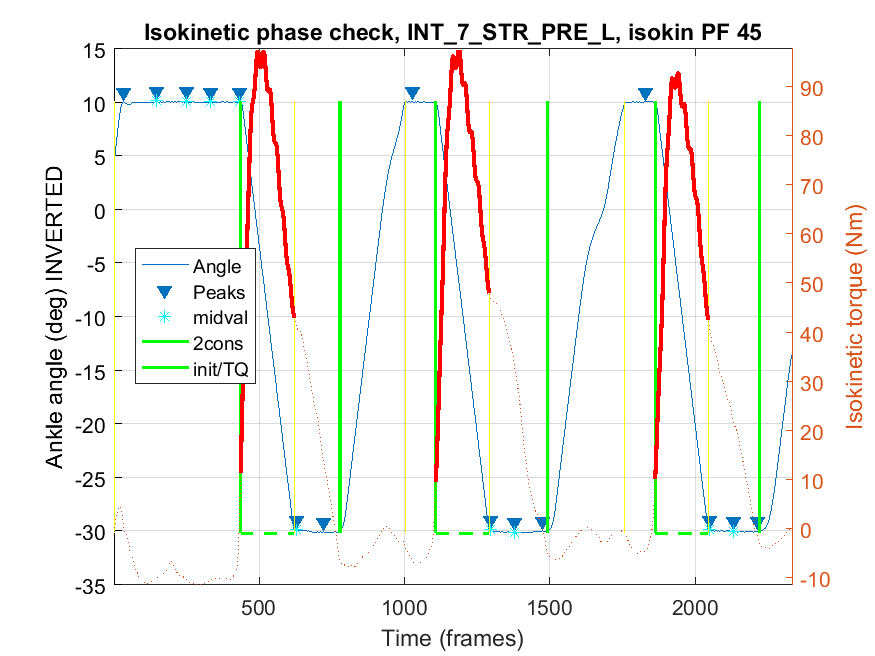 Isokinetic phase check, INT_7_STR_PRE_L, isokin PF 45
Ankle angle (deg) INVERTED
15
10
5
0
-5
-10
-15
-20
-25
-30
-35
Angle
Peaks
midval
2cons
init/TQ
90
80
70
60
50
40
30
20
10
0
-10
Isokinetic torque (Nm)
500
1000
1500
2000
Time (frames)